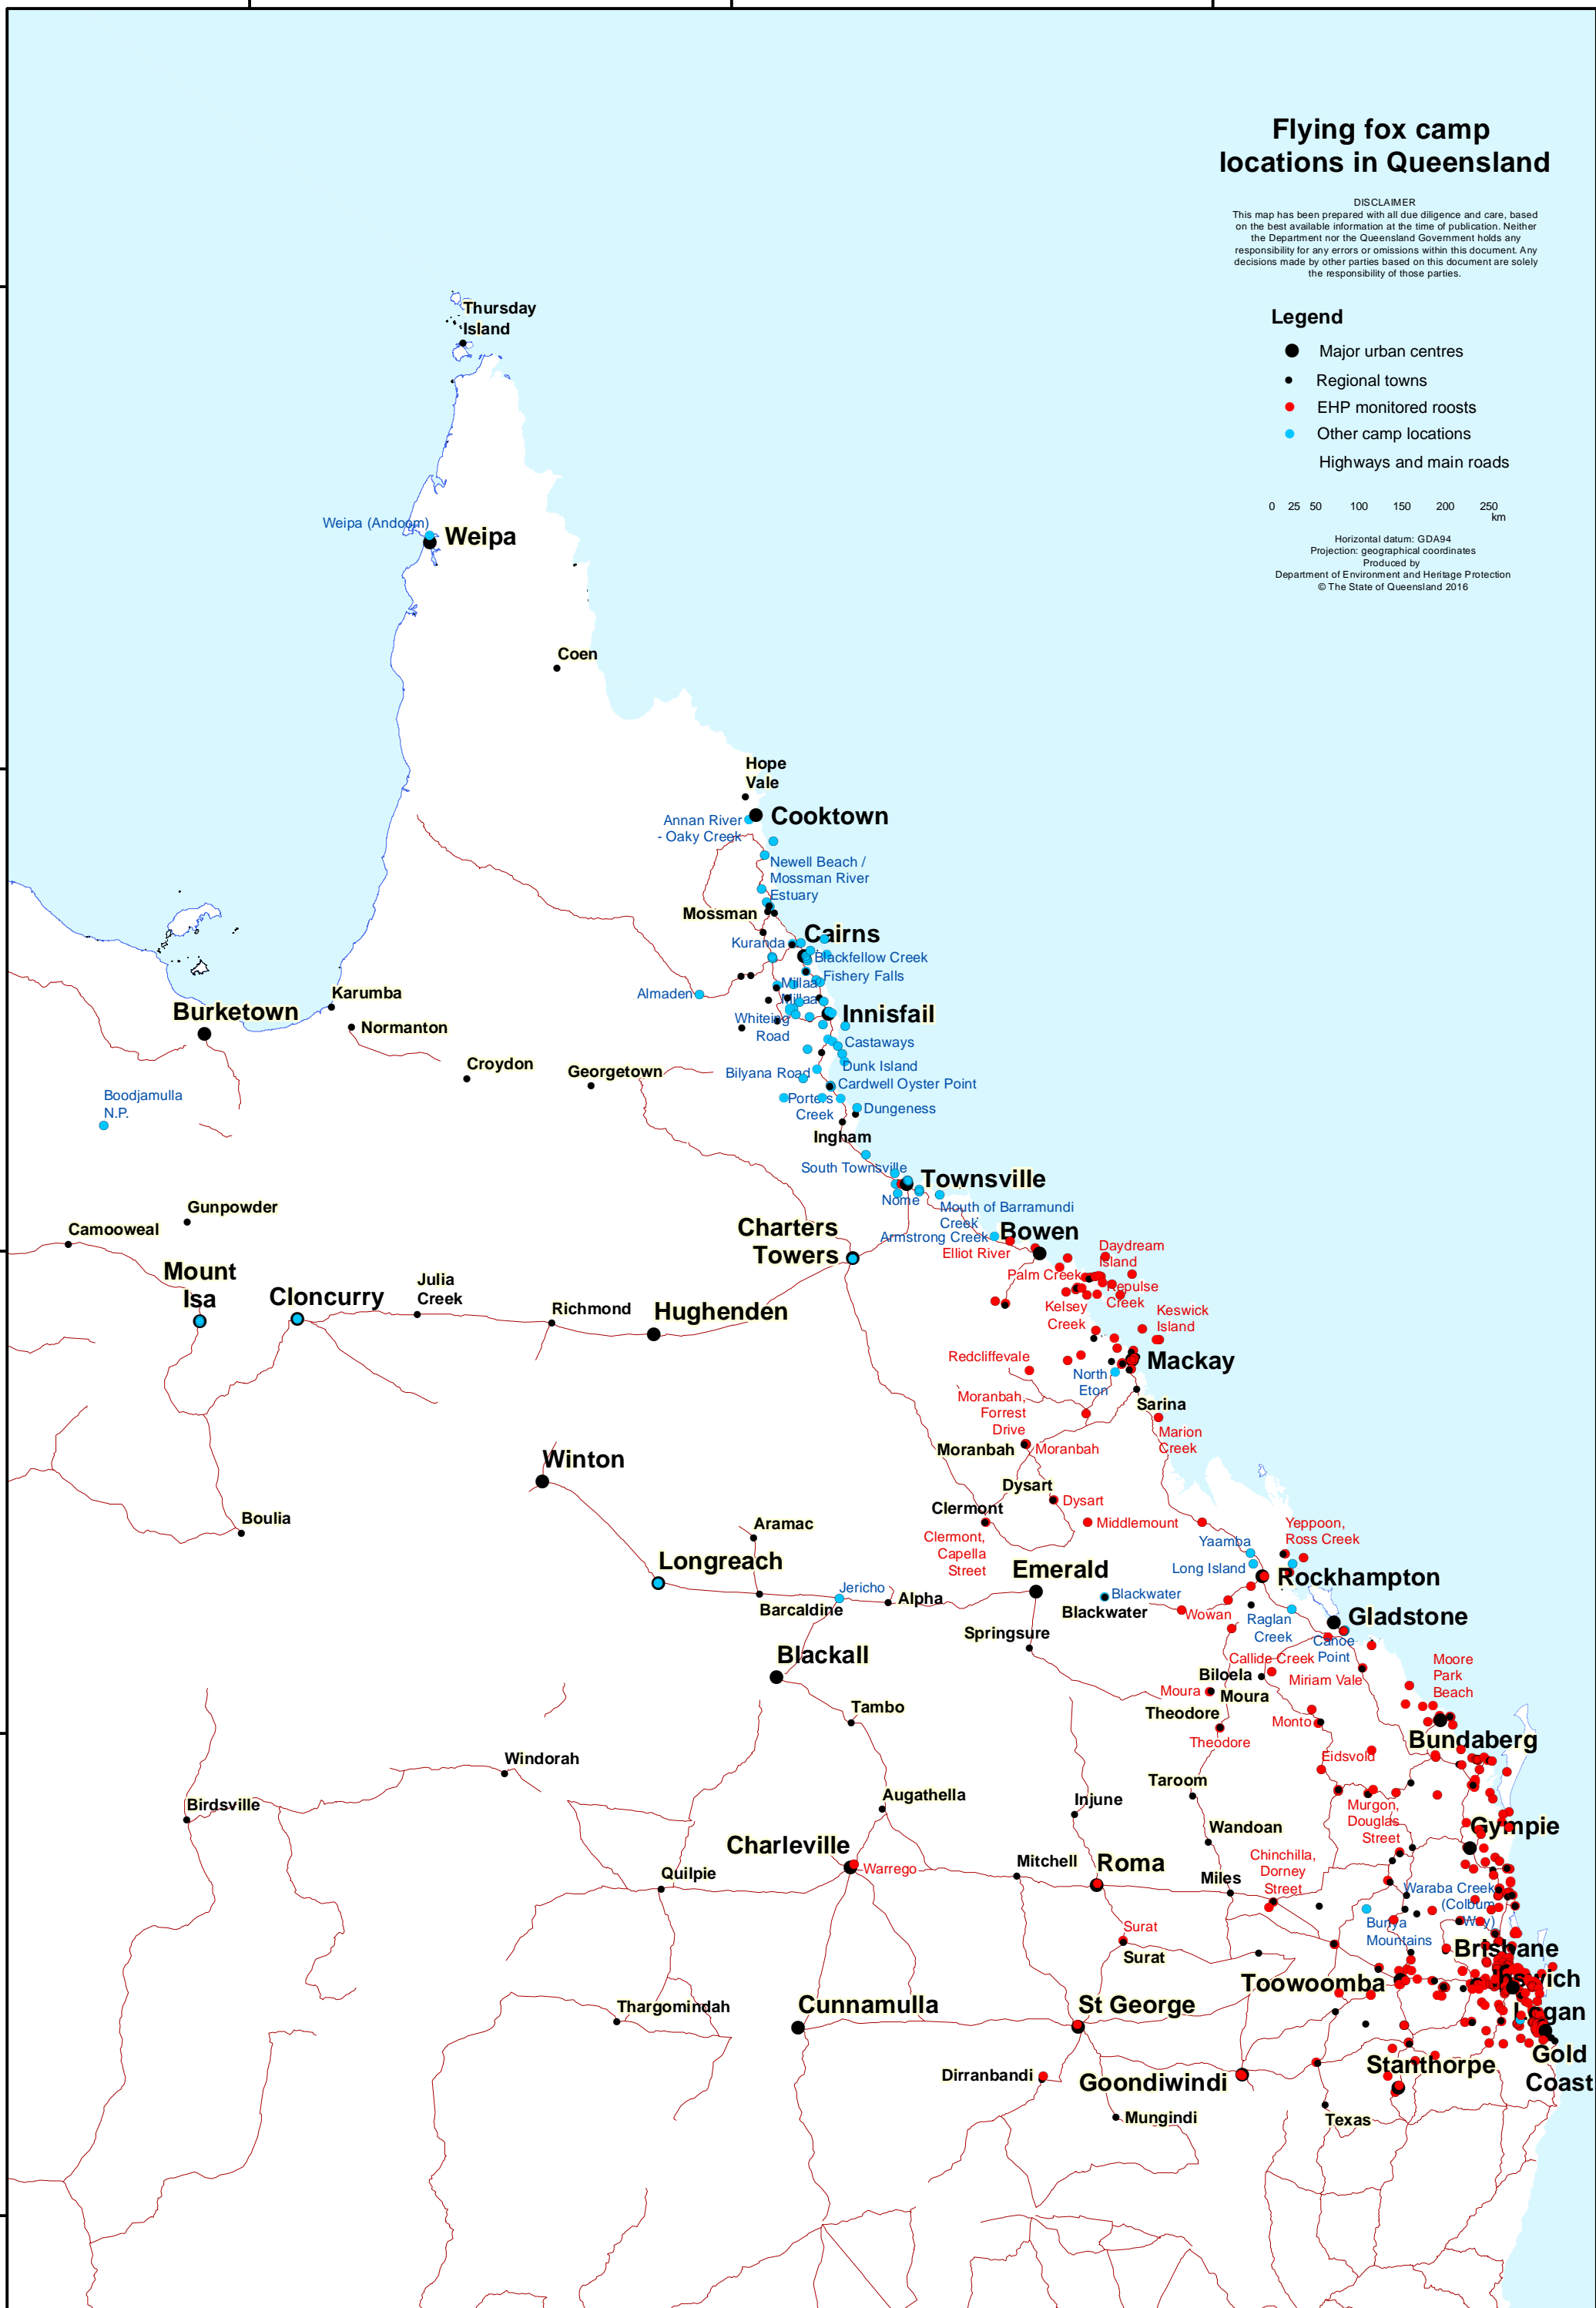 Flying fox camp
locations in Queensland
DISCLAIMER
This map has been prepared with all due diligence and care, based
on the best available information at the time of publication. Neither
the Department nor the Queensland Government holds any
responsibility for any errors or omissions within this document. Any
decisions made by other parties based on this document are solely
the responsibility of those parties.
Legend
Major urban centres
Regional towns
EHP monitored roosts
Other camp locations
Highways and main roads
0 25 50 100 150 200 250
km
Horizontal datum: GDA94
Projection: geographical coordinates
Produced by
Department of Environment and Heritage Protection
© The State of Queensland 2016
Thursday
Island
Weipa (Andoom)
Weipa
Coen
Hope
Vale
Cooktown
Annan River
- Oaky Creek
Newell Beach /
Mossman River
Estuary
Mossman
Cairns
Kuranda
Blackfellow Creek
Fishery Falls
Almaden
Millaa
Millaa
Karumba
Burketown
Innisfail
Normanton
Whiteing
Road
Castaways
Croydon
Georgetown
Dunk Island
Bilyana Road
Cardwell Oyster Point
Boodjamulla
N.P.
Porters
Creek
Dungeness
Ingham
South Townsville
Townsville
Nome
Mouth of Barramundi
Creek
Gunpowder
Camooweal
Charters
Towers
Armstrong Creek
Bowen
Elliot River
Daydream
Island
Palm Creek
Repulse
Creek
Mount
Isa
Cloncurry
Julia
Creek
Richmond
Hughenden
Kelsey
Creek
Keswick
Island
Redcliffevale
Mackay
North
Eton
Moranbah,
Forrest
Drive
Sarina
Marion
Creek
Moranbah
Moranbah
Winton
Dysart
Dysart
Clermont
Boulia
Aramac
Middlemount
Clermont,
Capella
Street
Yeppoon,
Ross Creek
Yaamba
Longreach
Emerald
Long Island
Rockhampton
Jericho
Alpha
Barcaldine
Blackwater
Blackwater
Wowan
Raglan
Creek
Gladstone
Springsure
Canoe
Point
Blackall
Callide Creek
Biloela
Miriam Vale
Moore
Park
Beach
Moura
Moura
Tambo
Theodore
Monto
Theodore
Bundaberg
Eidsvold
Windorah
Taroom
Birdsville
Augathella
Injune
Murgon,
Douglas
Street
Wandoan
Gympie
Charleville
Warrego
Mitchell
Roma
Chinchilla,
Dorney
Street
Quilpie
Miles
Waraba Creek
(Colburn
Way)
Surat
Surat
Bunya
Mountains
Brisbane
Toowoomba
Ipswich
Thargomindah
Cunnamulla
St George
Logan
Dirranbandi
Goondiwindi
Stanthorpe
Gold
Coast
Mungindi
Texas